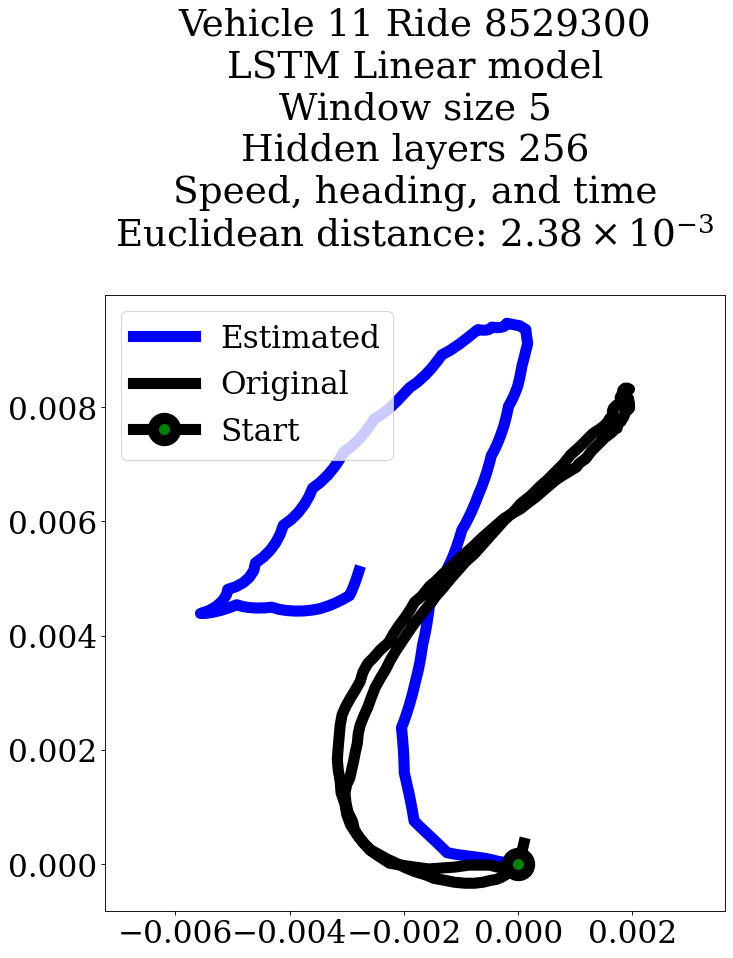 Vehicle 11 Ride 8529300
LSTM Linear model
Window size 5
Hidden layers 256
Speed, heading, and time
Euclidean distance: 2.38 × 10⁻³
Estimated
Original
Start
0.008
0.006
0.004
0.002
0.000
−0.006 −0.004 −0.002 0.000 0.002